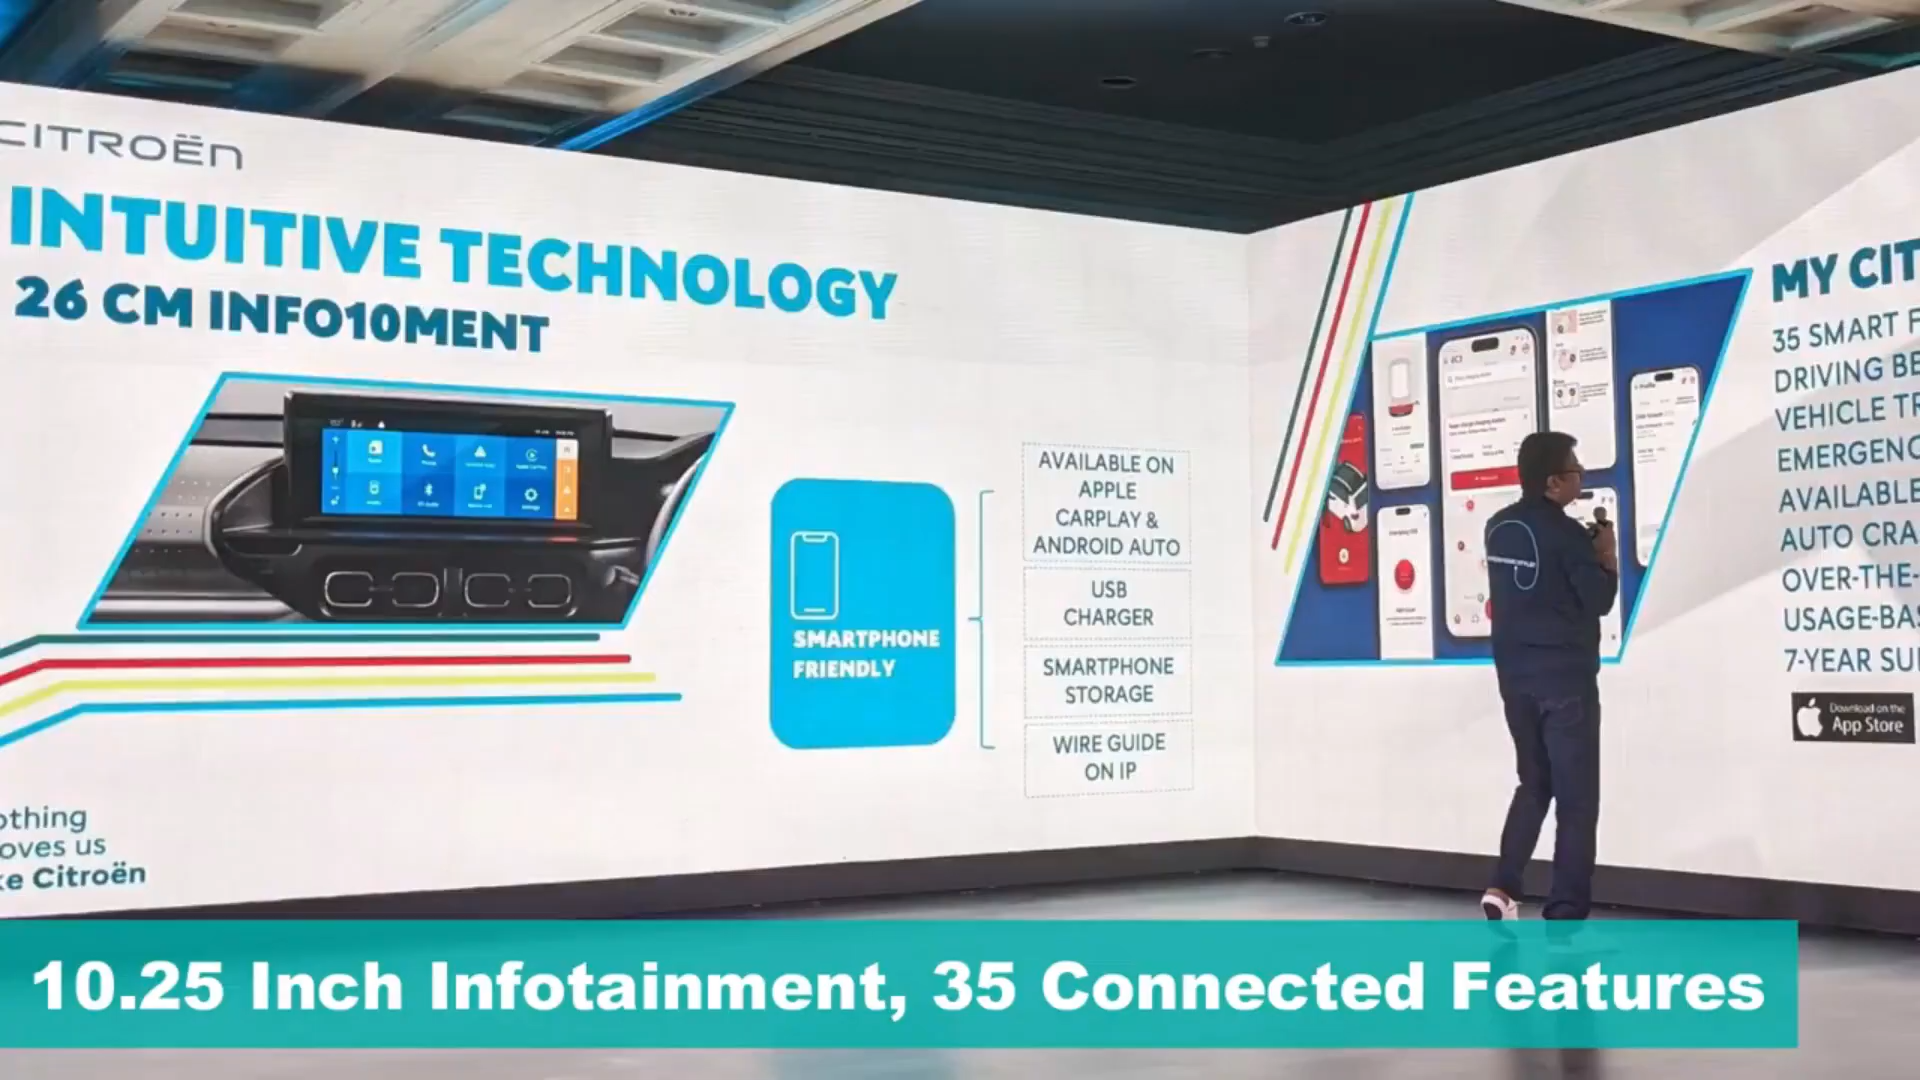 CITROËN
INTUITIVE TECHNOLOGY
26 CM INFO10MENT
SMARTPHONE
FRIENDLY
AVAILABLE ON
APPLE
CARPLAY &
ANDROID AUTO
USB
CHARGER
SMARTPHONE
STORAGE
WIRE GUIDE
ON IP
MY CIT
35 SMART F
DRIVING BE
VEHICLE TR
EMERGENC
AVAILABLE
AUTO CRA
OVER-THE-
USAGE-BAS
7-YEAR SU
Download on the
App Store
othing
oves us
ke Citroën
10.25 Inch Infotainment, 35 Connected Features